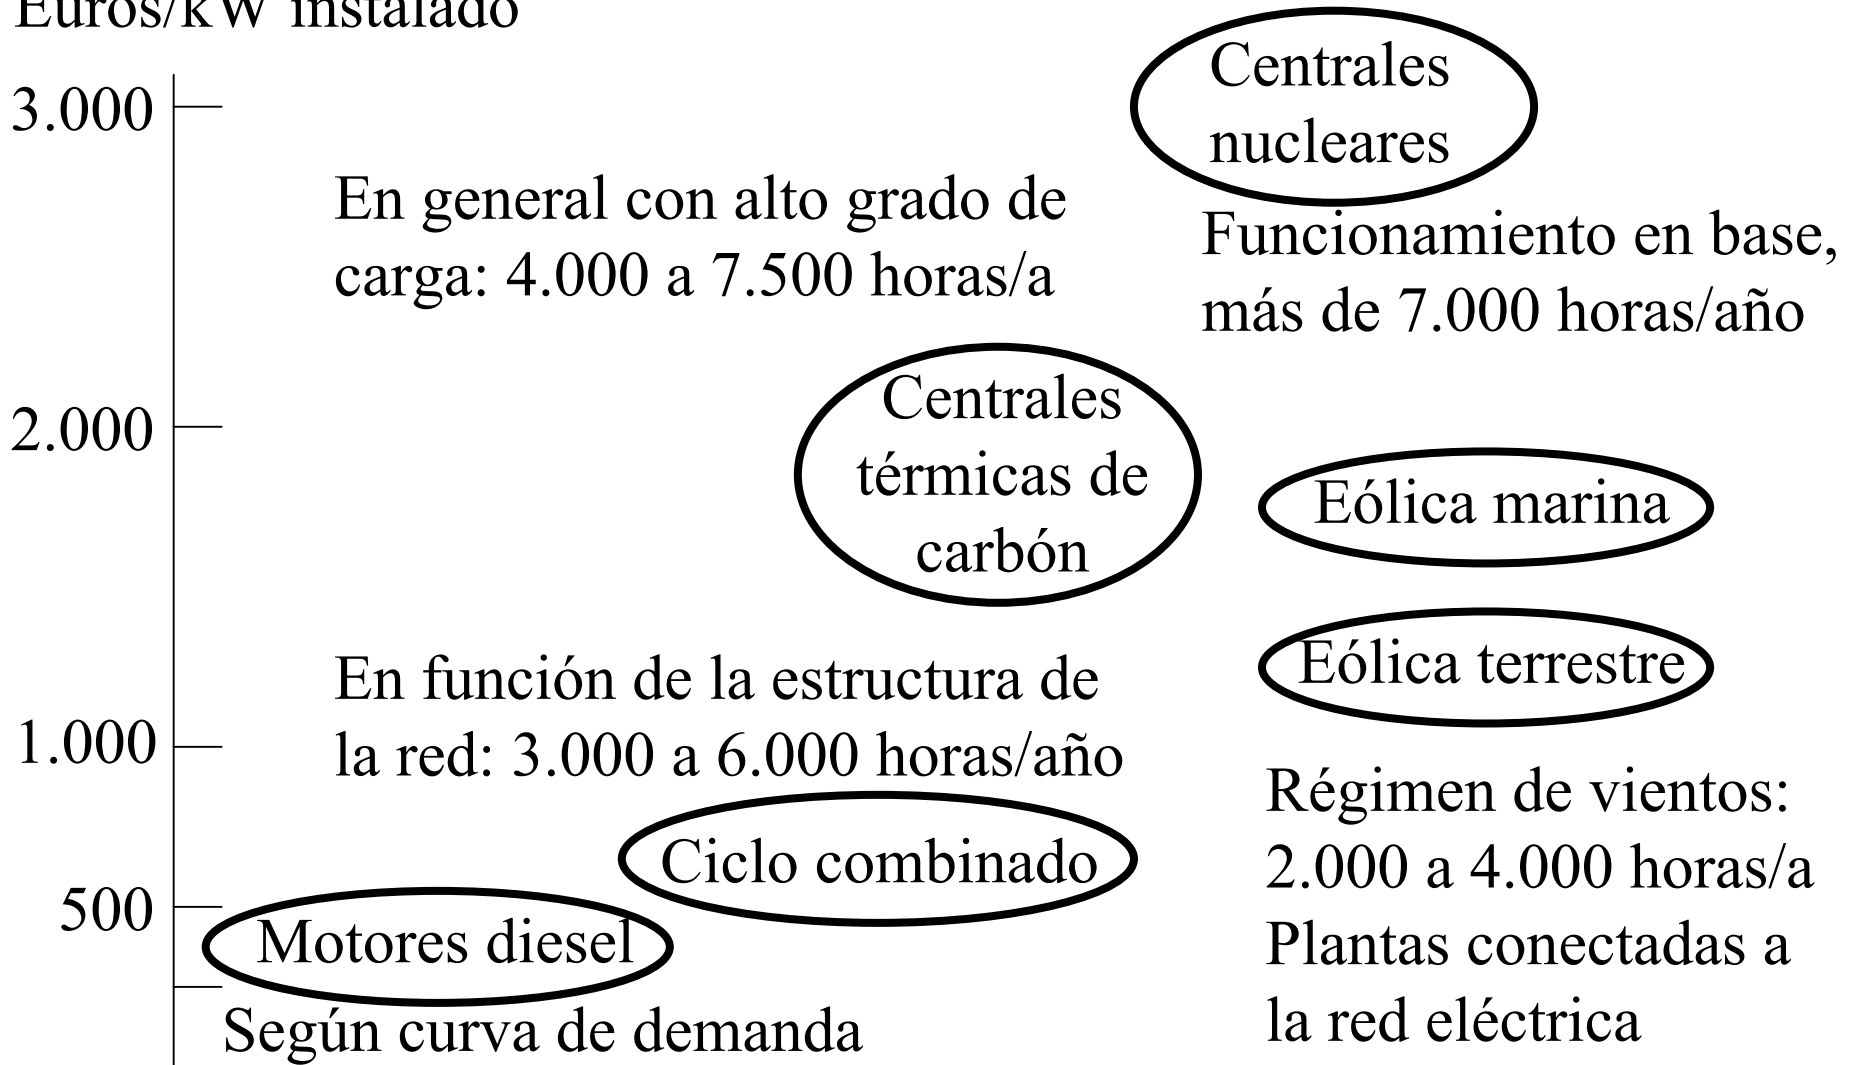 Euros/kW instalado
3.000
Centrales
nucleares
En general con alto grado de
carga: 4.000 a 7.500 horas/a
Funcionamiento en base,
más de 7.000 horas/año
2.000
Centrales
térmicas de
carbón
Eólica marina
Eólica terrestre
En función de la estructura de
la red: 3.000 a 6.000 horas/año
1.000
Ciclo combinado
Régimen de vientos:
2.000 a 4.000 horas/a
Plantas conectadas a
la red eléctrica
500
Motores diesel
Según curva de demanda